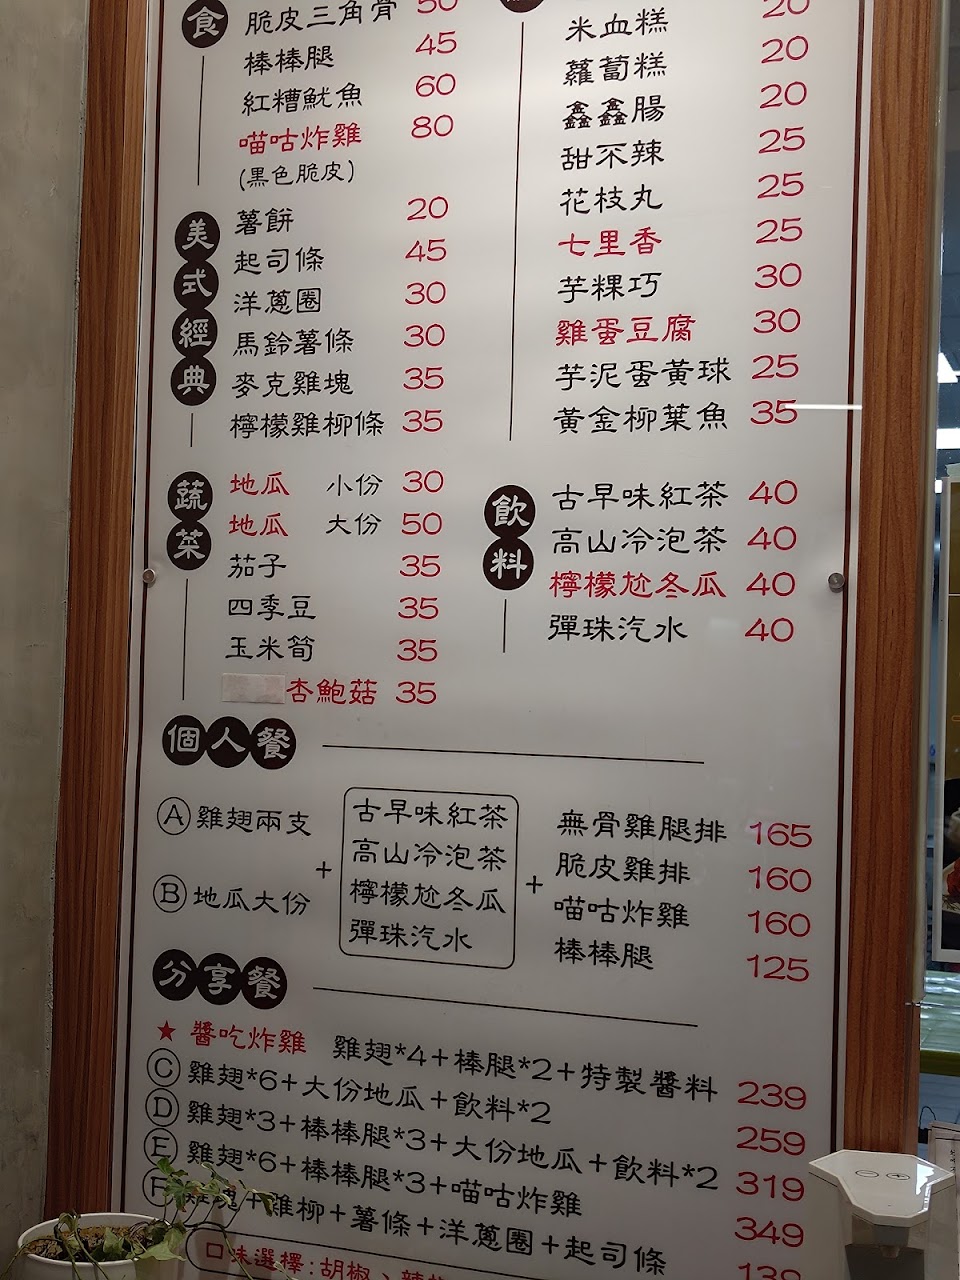 食
脆皮三角骨 50
棒棒腿 45
紅糟魷魚 60
喵咕炸雞 80
(黑色脆皮)
美式經典
薯餅 20
起司條 45
洋蔥圈 30
馬鈴薯條 30
麥克雞塊 35
檸檬雞柳條 35
蔬菜
地瓜 小份 30
地瓜 大份 50
茄子 35
四季豆 35
玉米筍 35
杏鮑菇 35
20
米血糕 20
蘿蔔糕 20
鑫鑫腸 25
甜不辣 25
花枝丸 25
七里香 30
芋粿巧 30
雞蛋豆腐 25
芋泥蛋黃球 35
黃金柳葉魚
飲料
古早味紅茶 40
高山冷泡茶 40
檸檬尬冬瓜 40
彈珠汽水 40
個人餐
Ⓐ 雞翅兩支
Ⓑ 地瓜大份
+
古早味紅茶
高山冷泡茶
檸檬尬冬瓜
彈珠汽水
+
無骨雞腿排 165
脆皮雞排 160
喵咕炸雞 160
棒棒腿 125
分享餐
★ 醬吃炸雞 雞翅*4+棒腿*2+特製醬料 239
Ⓒ 雞翅*6+大份地瓜+飲料*2 259
Ⓓ 雞翅*3+棒棒腿*3+大份地瓜+飲料*2 319
Ⓔ 雞翅*6+棒棒腿*3+喵咕炸雞 349
Ⓕ 雞塊+雞柳+薯條+洋蔥圈+起司條 139
口味選擇:胡椒、辣椒